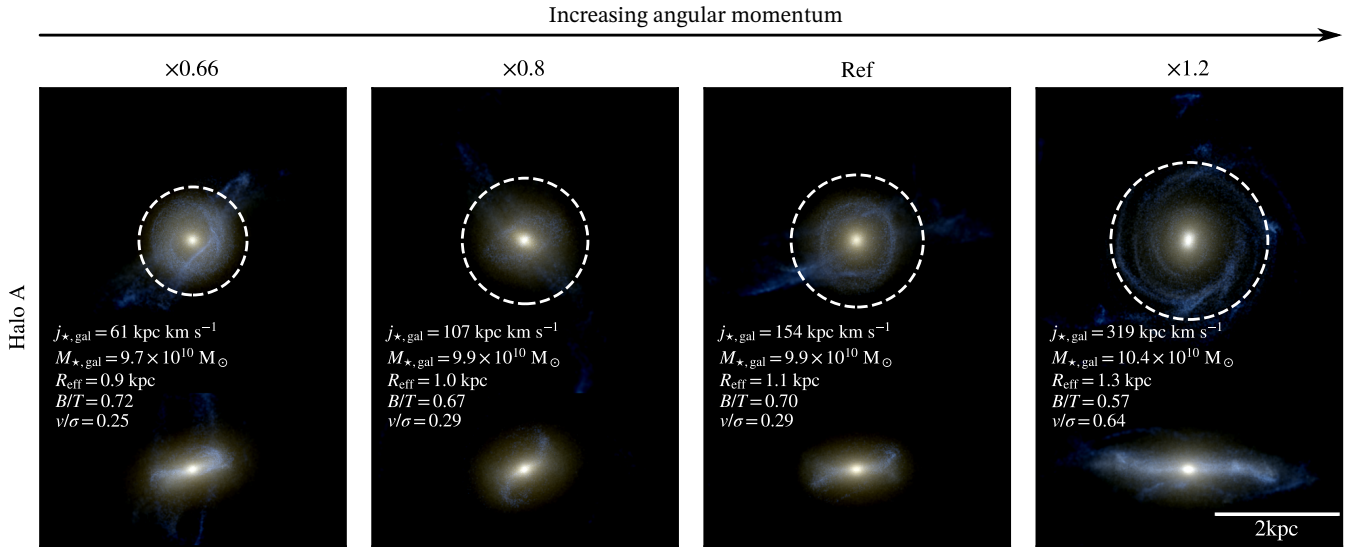 Increasing angular momentum
×0.66
×0.8
Ref
×1.2
Halo A
j⋆, gal = 61 kpc km s⁻¹
M⋆, gal = 9.7 × 10¹⁰ M⊙
Reff = 0.9 kpc
B/T = 0.72
v/σ = 0.25
j⋆, gal = 107 kpc km s⁻¹
M⋆, gal = 9.9 × 10¹⁰ M⊙
Reff = 1.0 kpc
B/T = 0.67
v/σ = 0.29
j⋆, gal = 154 kpc km s⁻¹
M⋆, gal = 9.9 × 10¹⁰ M⊙
Reff = 1.1 kpc
B/T = 0.70
v/σ = 0.29
j⋆, gal = 319 kpc km s⁻¹
M⋆, gal = 10.4 × 10¹⁰ M⊙
Reff = 1.3 kpc
B/T = 0.57
v/σ = 0.64
2kpc